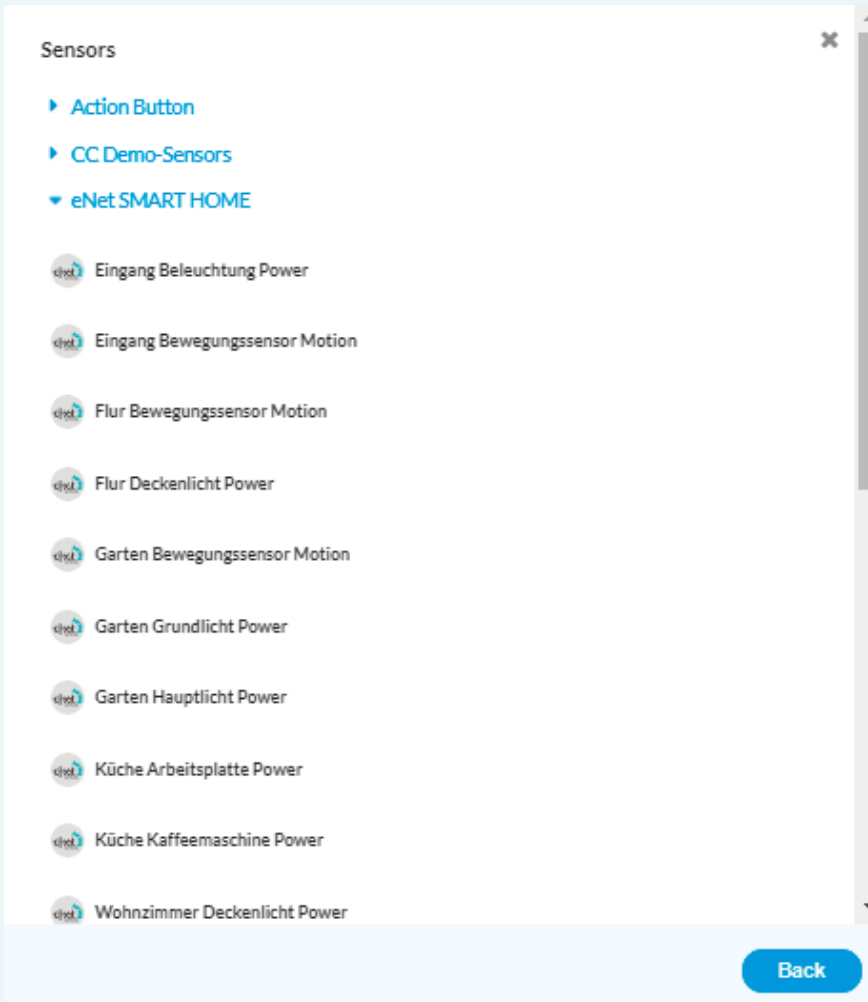 Sensors
Action Button
CC Demo-Sensors
eNet SMART HOME
Eingang Beleuchtung Power
Eingang Bewegungssensor Motion
Flur Bewegungssensor Motion
Flur Deckenlicht Power
Garten Bewegungssensor Motion
Garten Grundlicht Power
Garten Hauptlicht Power
Küche Arbeitsplatte Power
Küche Kaffeemaschine Power
Wohnzimmer Deckenlicht Power
Back